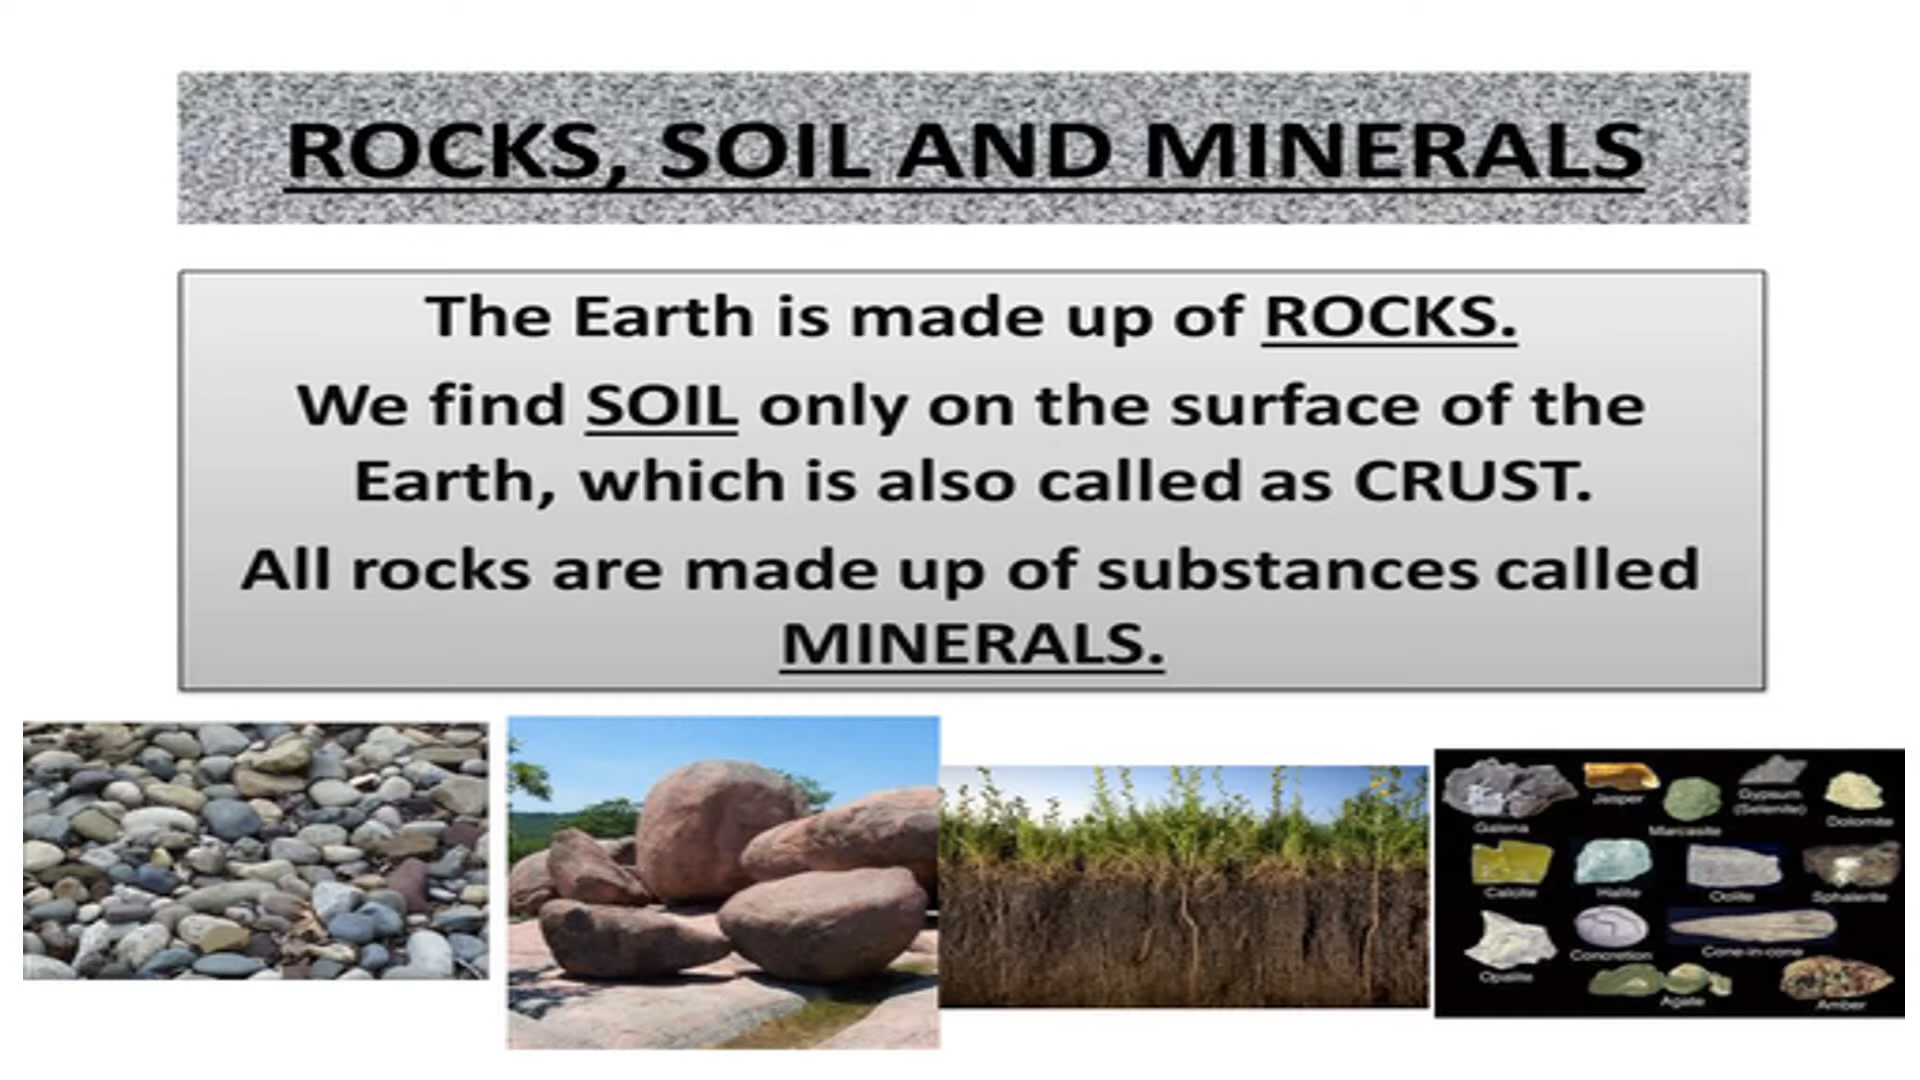 ROCKS, SOIL AND MINERALS
The Earth is made up of ROCKS.
We find SOIL only on the surface of the
Earth, which is also called as CRUST.
All rocks are made up of substances called
MINERALS.
Galena
Jasper
Marcasite
Gypsum
(Selenite)
Dolomite
Calcite
Halite
Oolite
Sphalerite
Opalite
Concretion
Cone-in-cone
Agate
Amber